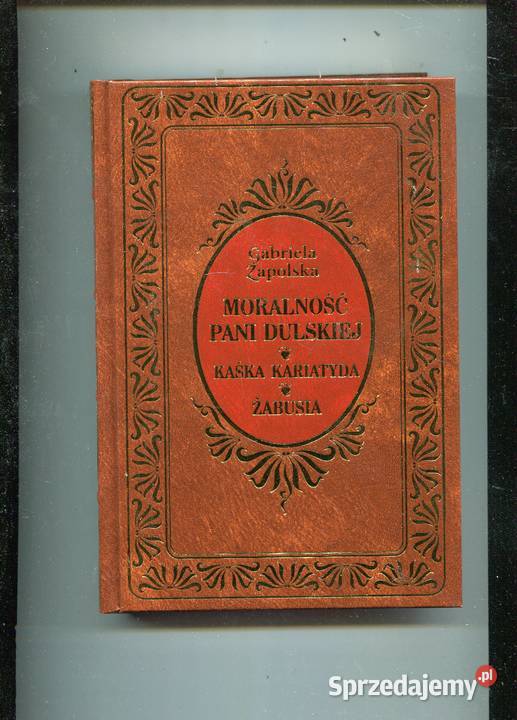 Gabriela
Zapolska
MORALNOŚĆ
PANI DULSKIEJ
KAŚKA KARIATYDA
ŻABUSIA
Sprzedajemy.pl